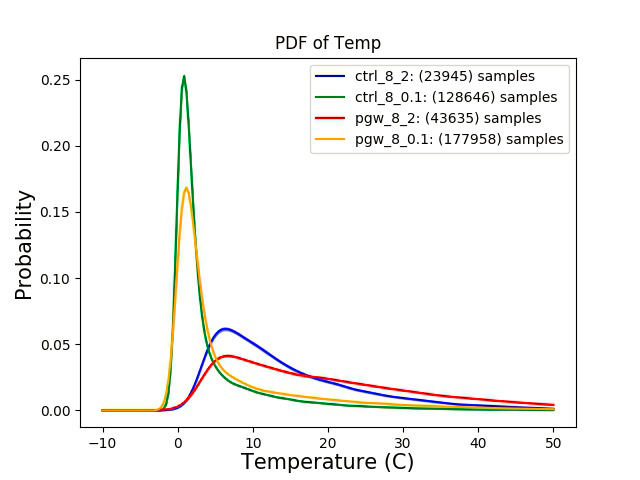 PDF of Temp
ctrl_8_2: (23945) samples
ctrl_8_0.1: (128646) samples
pgw_8_2: (43635) samples
pgw_8_0.1: (177958) samples
Probability
0.25
0.20
0.15
0.10
0.05
0.00
−10 0 10 20 30 40 50
Temperature (C)